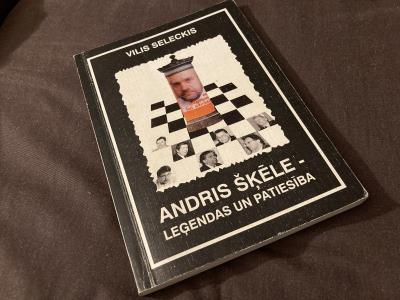 VILIS SELECKIS
ANDRIS ŠĶĒLE -
LEĢENDAS UN PATIESĪBA